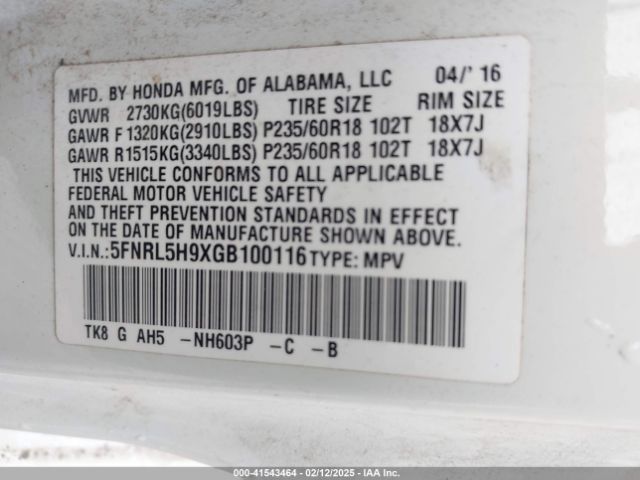 MFD. BY HONDA MFG. OF ALABAMA, LLC 04/'16
GVWR 2730KG(6019LBS) TIRE SIZE RIM SIZE
GAWR F1320KG(2910LBS) P235/60R18 102T 18X7J
GAWR R1515KG(3340LBS) P235/60R18 102T 18X7J
THIS VEHICLE CONFORMS TO ALL APPLICABLE
FEDERAL MOTOR VEHICLE SAFETY
AND THEFT PREVENTION STANDARDS IN EFFECT
ON THE DATE OF MANUFACTURE SHOWN ABOVE.
V.I.N.:5FNRL5H9XGB100116 TYPE: MPV
TK8 G AH5 -NH603P -C -B
000-41543464 - 02/12/2025 - IAAI.com